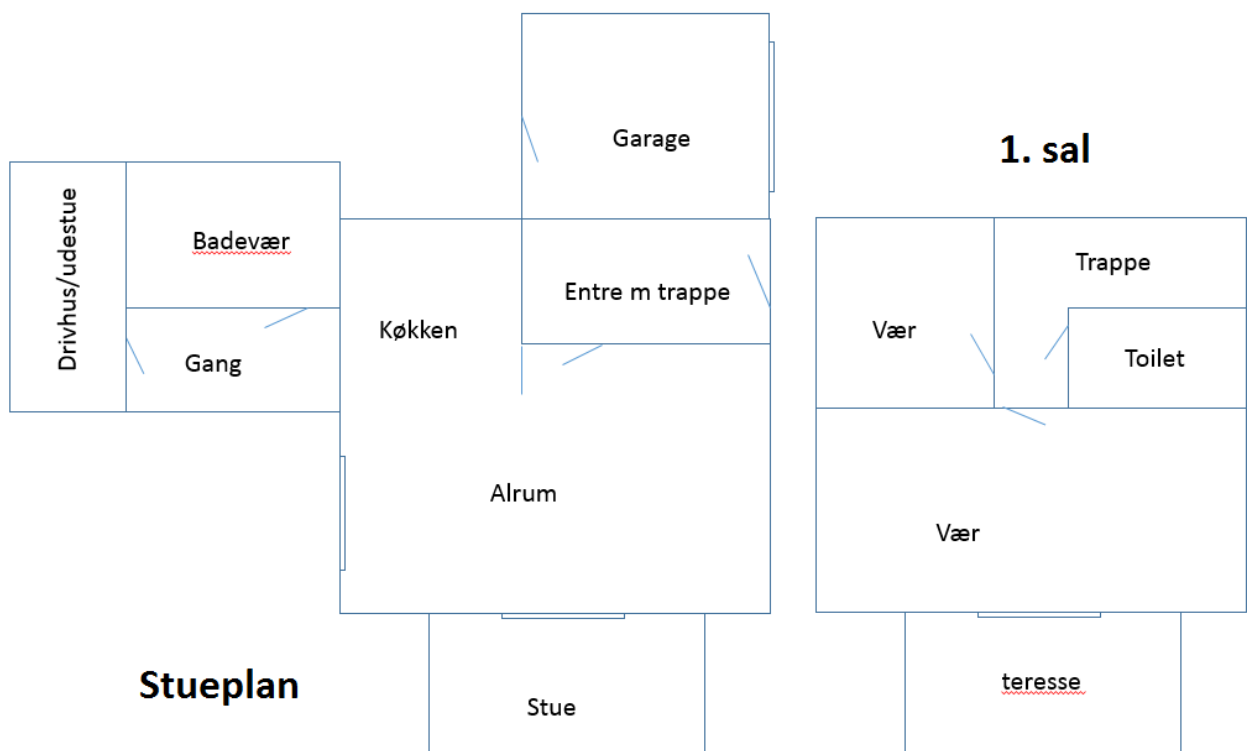 Garage
1. sal
Drivhus/udestue
Badevær
Entre m trappe
Trappe
Køkken
Vær
Toilet
Gang
Alrum
Vær
Stueplan
Stue
teresse